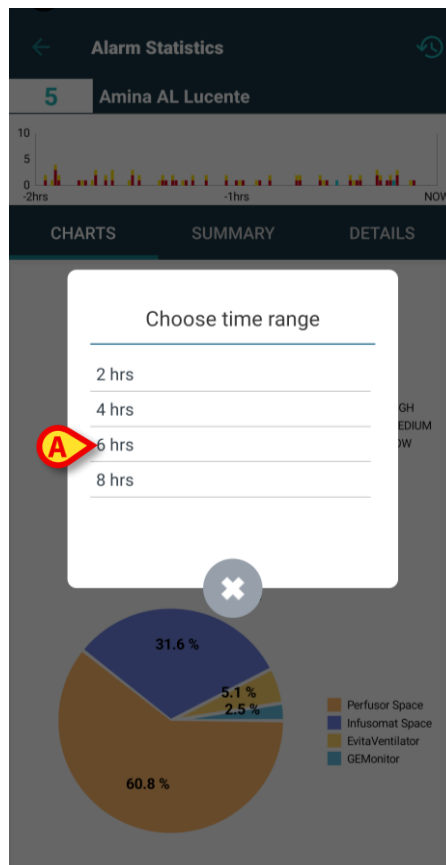 Alarm Statistics
5 Amina AL Lucente
10
5
0
-2hrs -1hrs NOW
CHARTS SUMMARY DETAILS
Choose time range
2 hrs
4 hrs
A 6 hrs
8 hrs
31.6 %
5.1 %
2.5 %
60.8 %
Perfusor Space
Infusomat Space
EvitaVentilator
GEMonitor